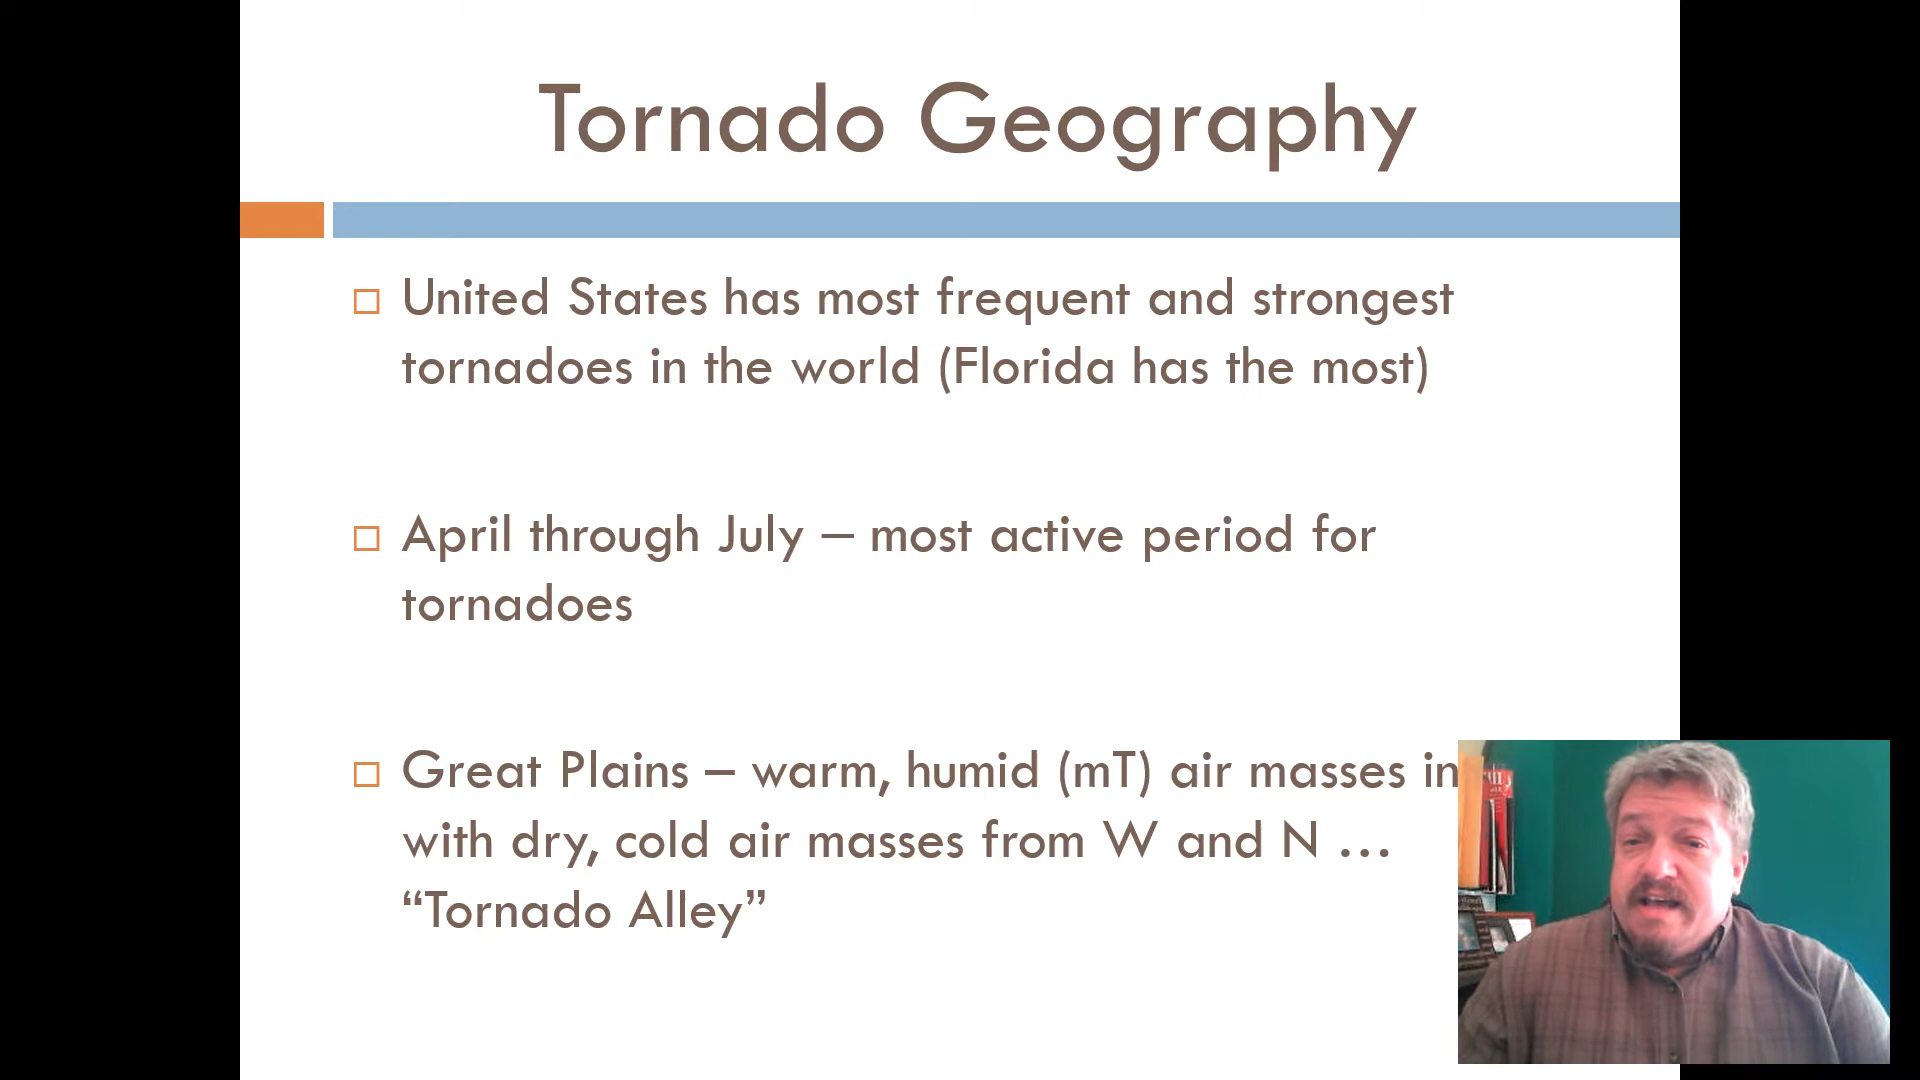 Tornado Geography
United States has most frequent and strongest
tornadoes in the world (Florida has the most)
April through July – most active period for
tornadoes
Great Plains – warm, humid (mT) air masses in
with dry, cold air masses from W and N …
“Tornado Alley”